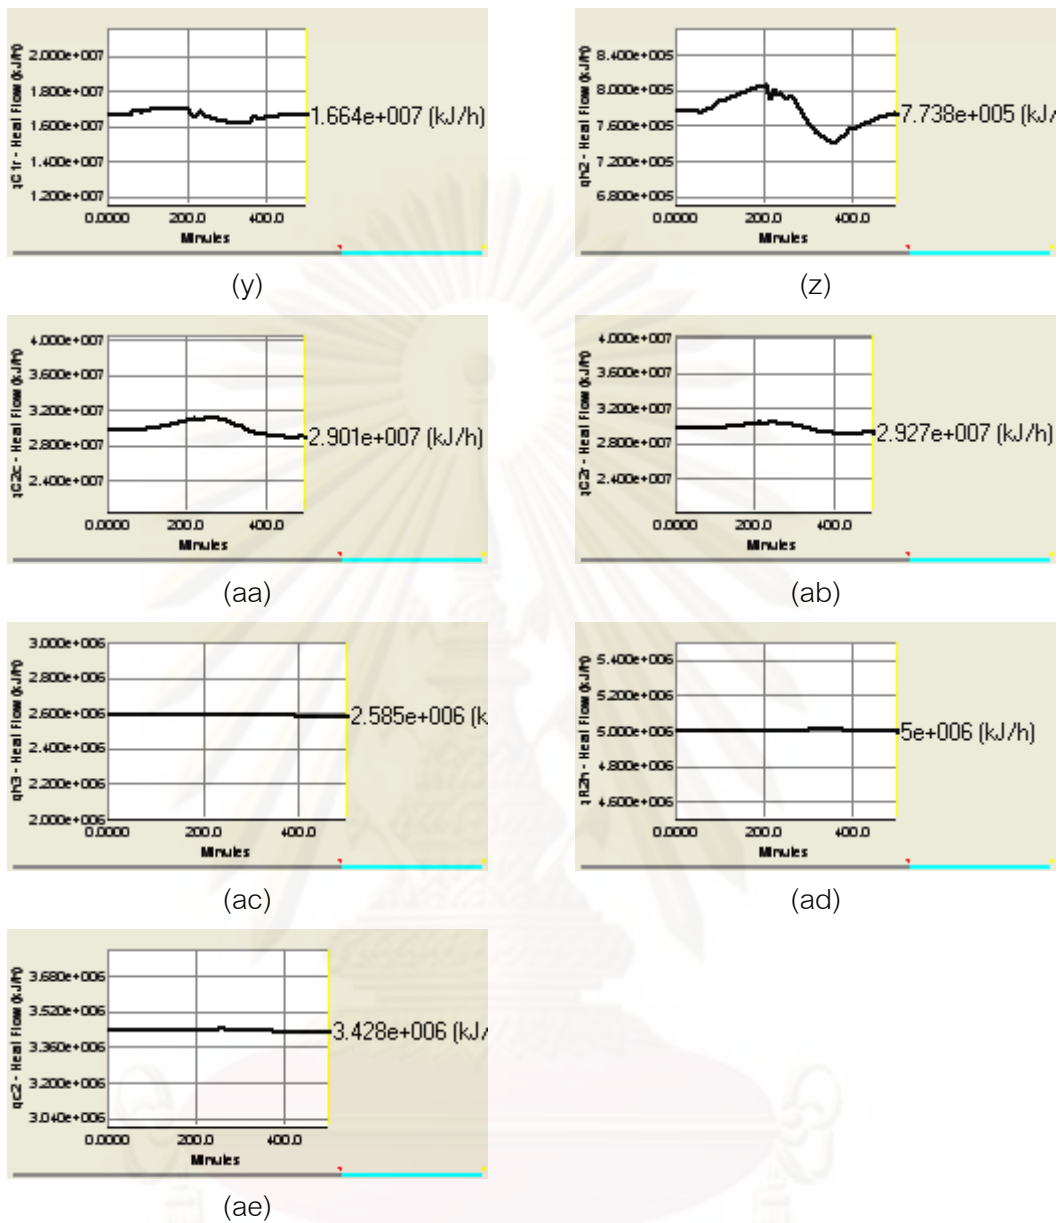 qC1r - Heat Flow (kJ/h)
2.000e+007
1.800e+007
1.600e+007
1.400e+007
1.200e+007
1.664e+007 (kJ/h)
0.0000 200.0 400.0
Minutes
(y)
qh2 - Heat Flow (kJ/h)
8.400e+005
8.000e+005
7.600e+005
7.200e+005
6.800e+005
7.738e+005 (kJ/
0.0000 200.0 400.0
Minutes
(z)
qC2c - Heat Flow (kJ/h)
4.000e+007
3.600e+007
3.200e+007
2.800e+007
2.400e+007
2.901e+007 (kJ/h)
0.0000 200.0 400.0
Minutes
(aa)
qC2r - Heat Flow (kJ/h)
4.000e+007
3.600e+007
3.200e+007
2.800e+007
2.400e+007
2.927e+007 (kJ/h)
0.0000 200.0 400.0
Minutes
(ab)
qh3 - Heat Flow (kJ/h)
3.000e+006
2.800e+006
2.600e+006
2.400e+006
2.200e+006
2.000e+006
2.585e+006 (k
0.0000 200.0 400.0
Minutes
(ac)
qR2h - Heat Flow (kJ/h)
5.400e+006
5.200e+006
5.000e+006
4.800e+006
4.600e+006
5e+006 (kJ/h)
0.0000 200.0 400.0
Minutes
(ad)
qc2 - Heat Flow (kJ/h)
3.680e+006
3.520e+006
3.360e+006
3.200e+006
3.040e+006
3.428e+006 (kJ/
0.0000 200.0 400.0
Minutes
(ae)